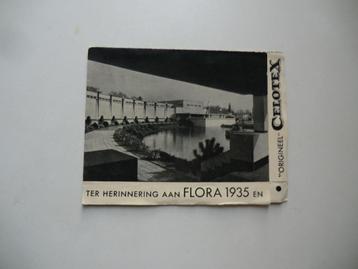 TER HERINNERING AAN FLORA 1935 EN
"ORIGINEEL" CELOTEX